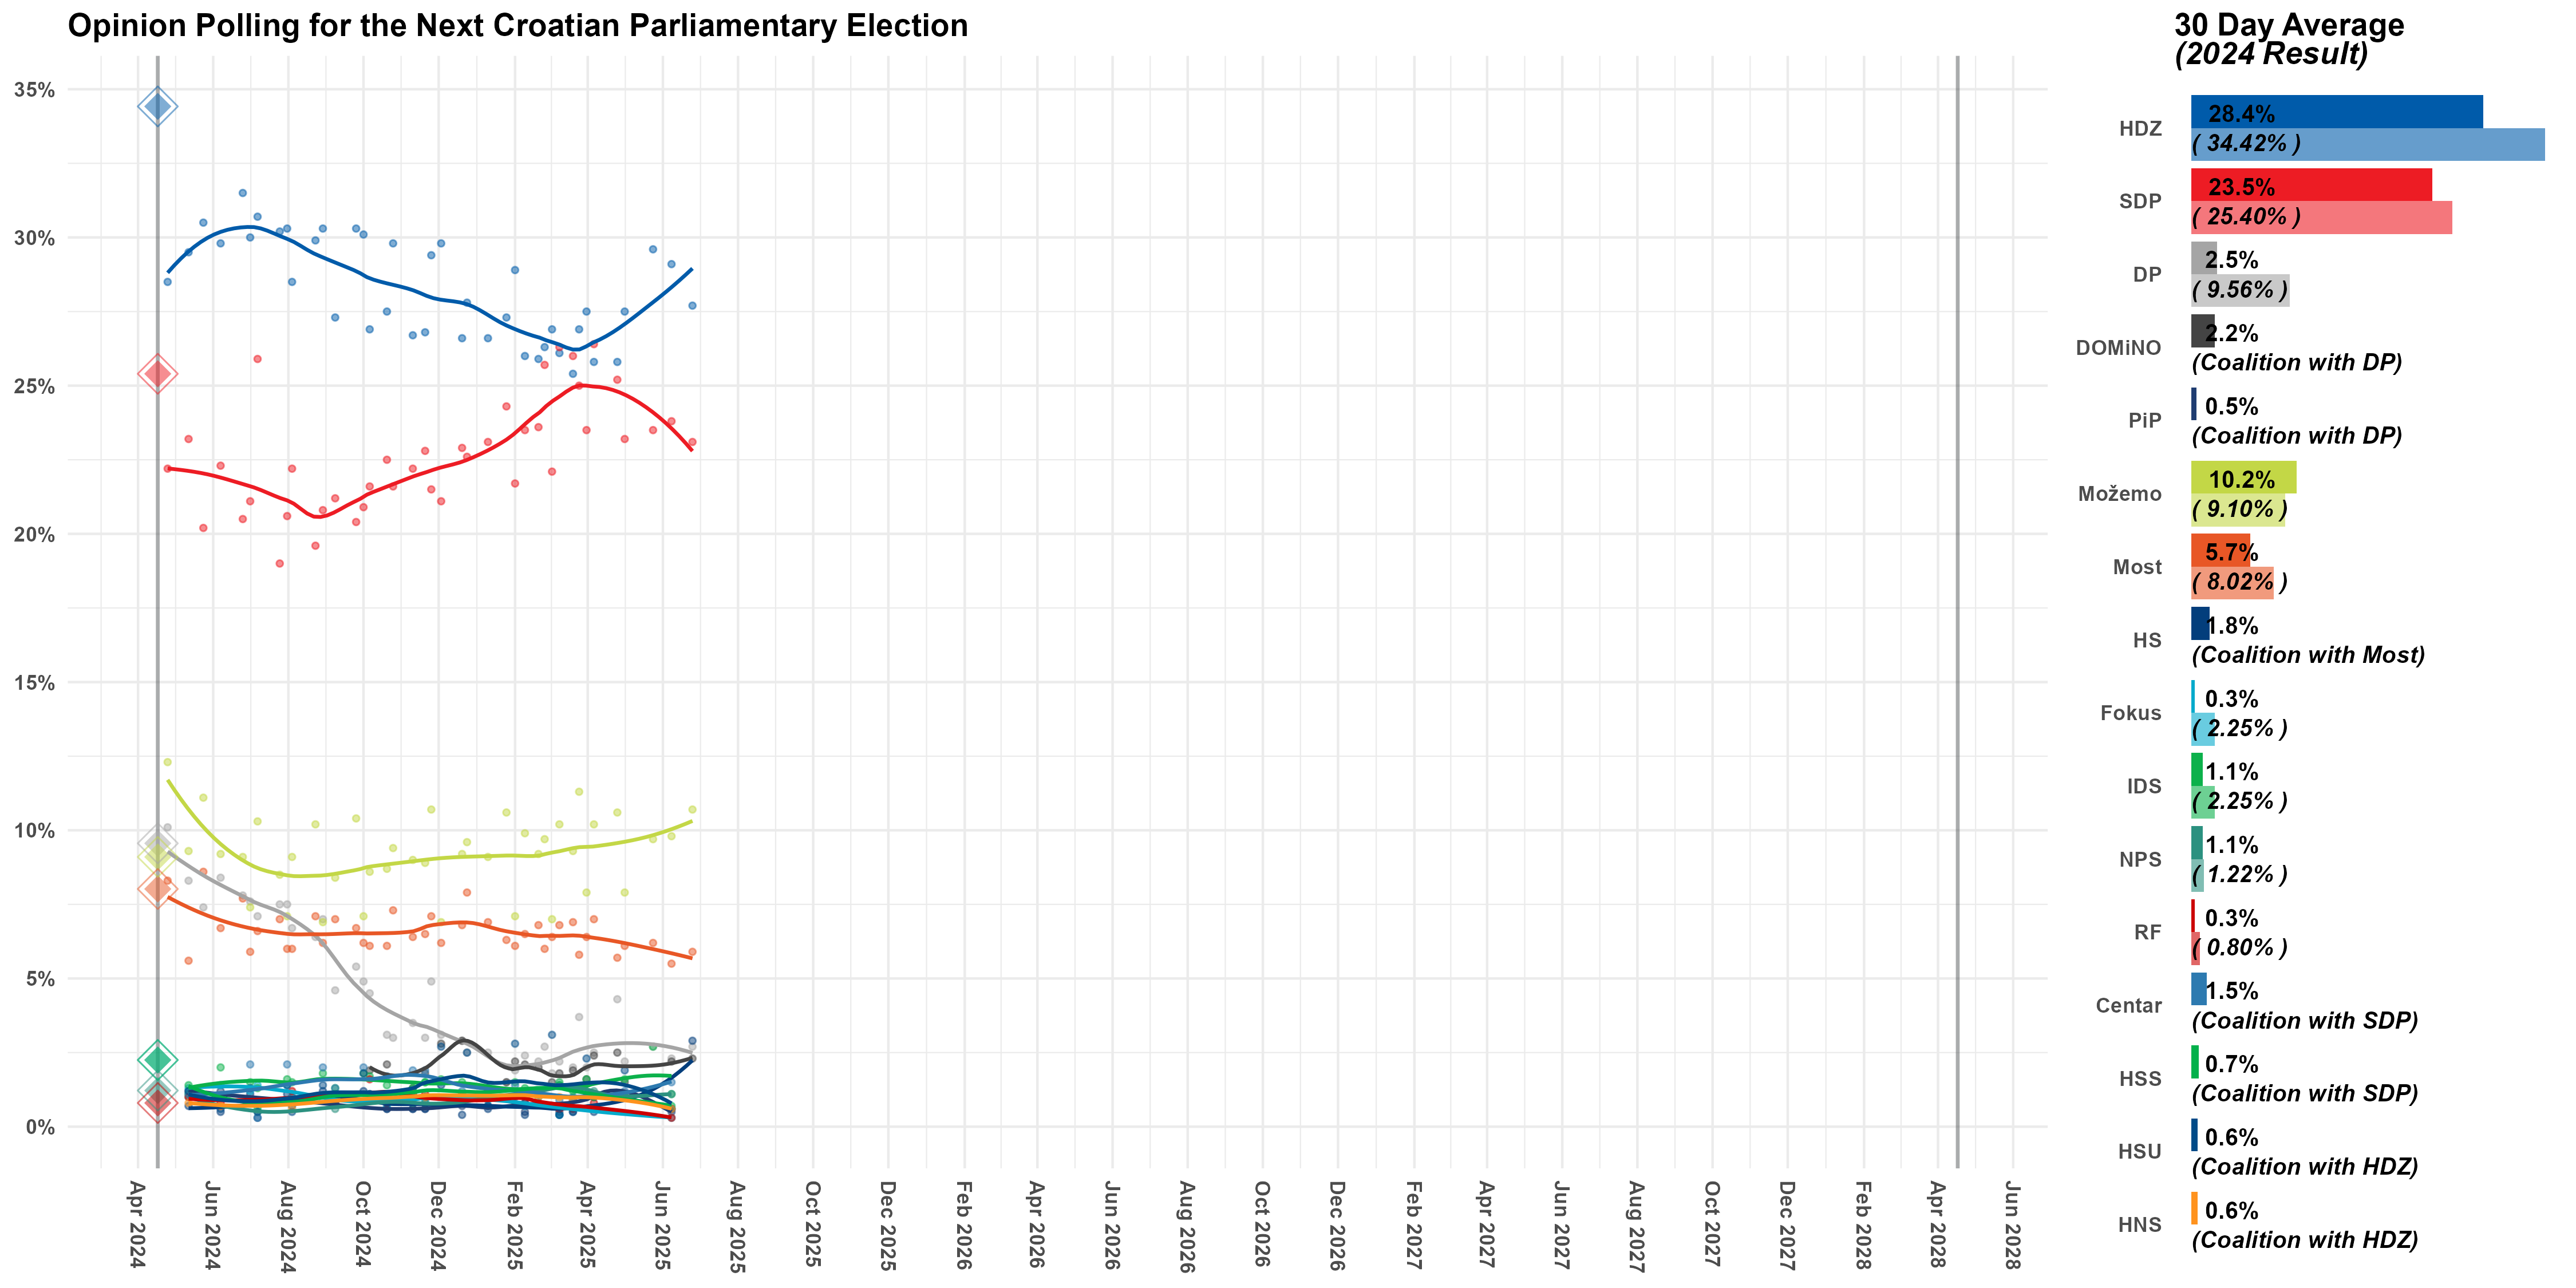 Opinion Polling for the Next Croatian Parliamentary Election
30 Day Average
(2024 Result)
35%
30%
25%
20%
15%
10%
5%
0%
Apr 2024
Jun 2024
Aug 2024
Oct 2024
Dec 2024
Feb 2025
Apr 2025
Jun 2025
Aug 2025
Oct 2025
Dec 2025
Feb 2026
Apr 2026
Jun 2026
Aug 2026
Oct 2026
Dec 2026
Feb 2027
Apr 2027
Jun 2027
Aug 2027
Oct 2027
Dec 2027
Feb 2028
Apr 2028
Jun 2028
HDZ
28.4%
( 34.42% )
SDP
23.5%
( 25.40% )
DP
2.5%
( 9.56% )
DOMiNO
2.2%
(Coalition with DP)
PiP
0.5%
(Coalition with DP)
Možemo
10.2%
( 9.10% )
Most
5.7%
( 8.02% )
HS
1.8%
(Coalition with Most)
Fokus
0.3%
( 2.25% )
IDS
1.1%
( 2.25% )
NPS
1.1%
( 1.22% )
RF
0.3%
( 0.80% )
Centar
1.5%
(Coalition with SDP)
HSS
0.7%
(Coalition with SDP)
HSU
0.6%
(Coalition with HDZ)
HNS
0.6%
(Coalition with HDZ)